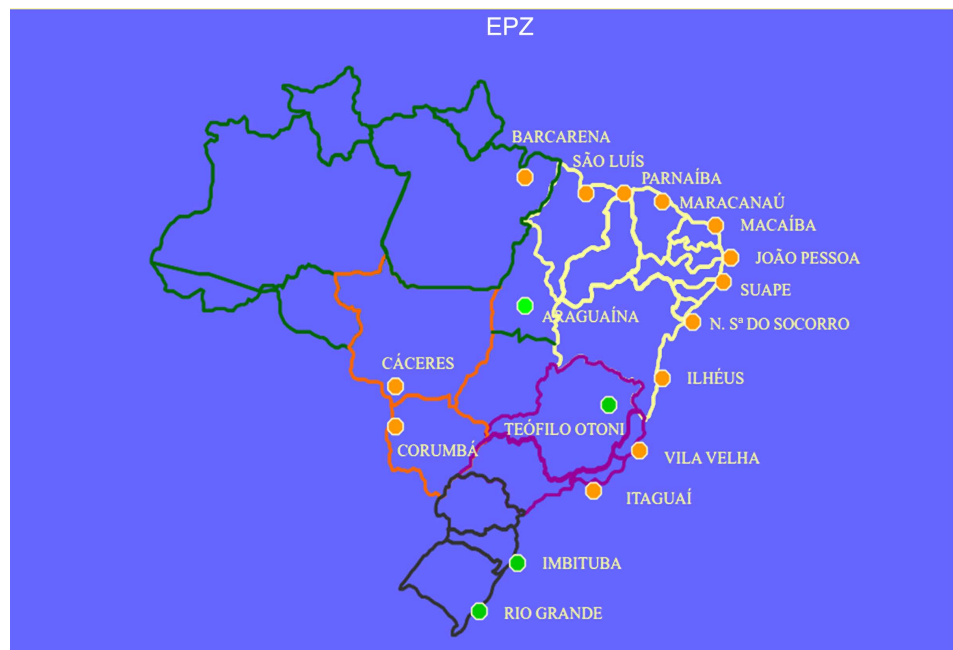 EPZ
BARCARENA
SÃO LUÍS
PARNAÍBA
MARACANAÚ
MACAÍBA
JOÃO PESSOA
SUAPE
ARAGUAÍNA
N. Sª DO SOCORRO
CÁCERES
ILHÉUS
TEÓFILO OTONI
CORUMBÁ
VILA VELHA
ITAGUAÍ
IMBITUBA
RIO GRANDE